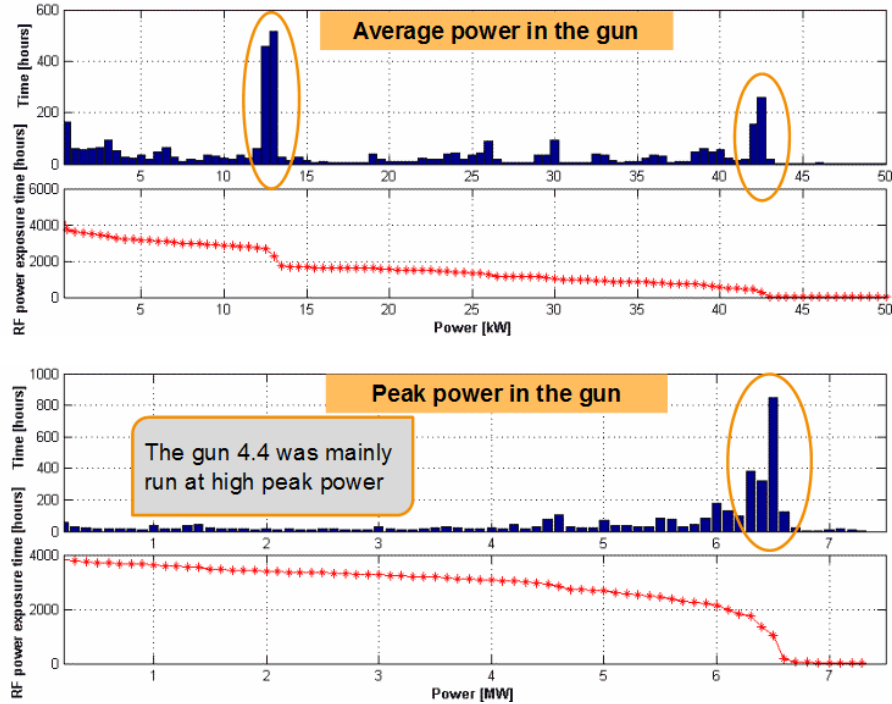 Average power in the gun
Time [hours]
600
400
200
0
5 10 15 20 25 30 35 40 45 50
RF power exposure time [hours]
6000
4000
2000
0
5 10 15 20 25 30 35 40 45 50
Power [kW]
Peak power in the gun
The gun 4.4 was mainly
run at high peak power
Time [hours]
1000
800
600
400
200
0
1 2 3 4 5 6 7
RF power exposure time [hours]
4000
2000
0
1 2 3 4 5 6 7
Power [MW]